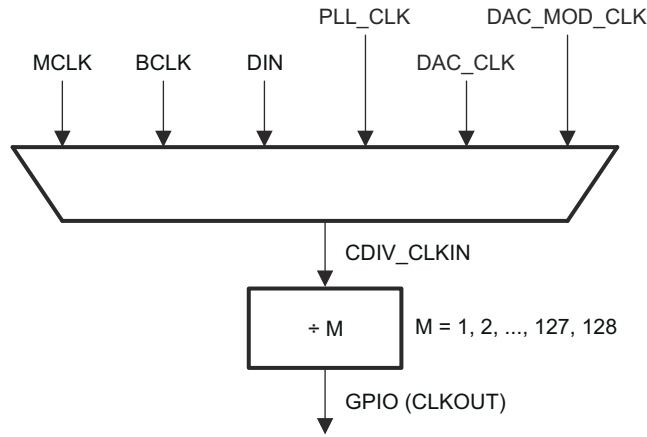 PLL_CLK DAC_MOD_CLK
MCLK BCLK DIN DAC_CLK
CDIV_CLKIN
÷ M M = 1, 2, ..., 127, 128
GPIO (CLKOUT)